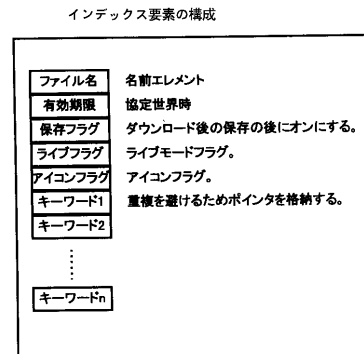 インデックス要素の構成
ファイル名 名前エレメント
有効期限 協定世界時
保存フラグ ダウンロード後の保存の後にオンにする。
ライブフラグ ライブモードフラグ。
アイコンフラグ アイコンフラグ。
キーワード1 重複を避けるためポインタを格納する。
キーワード2
キーワードn